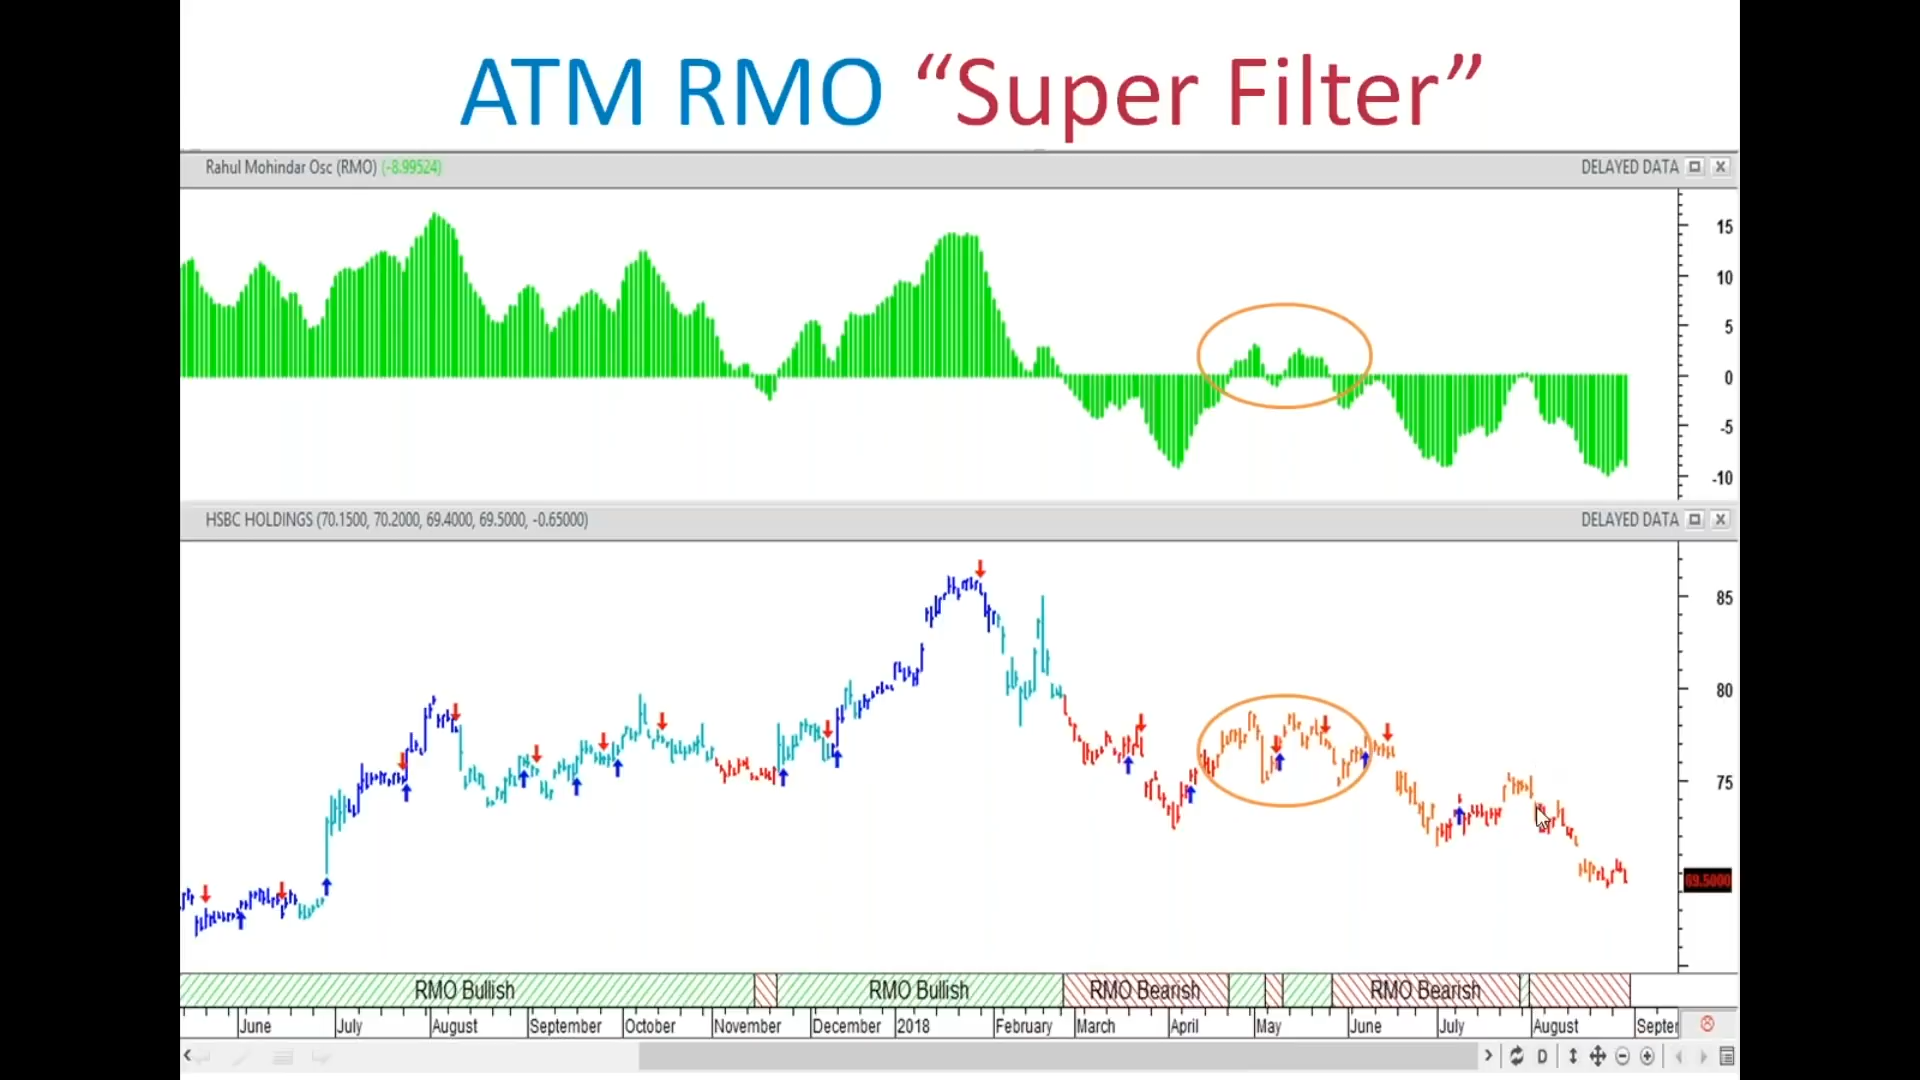 ATM RMO “Super Filter”
Rahul Mohindar Osc (RMO) (-8.99524) DELAYED DATA
15
10
5
0
-5
-10
HSBC HOLDINGS (70.1500, 70.2000, 69.4000, 69.5000, -0.65000) DELAYED DATA
85
80
75
69.5000
RMO Bullish RMO Bullish RMO Bearish RMO Bearish
June July August September October November December 2018 February March April May June July August Septer
D